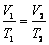 V₁/T₁ = V₂/T₂